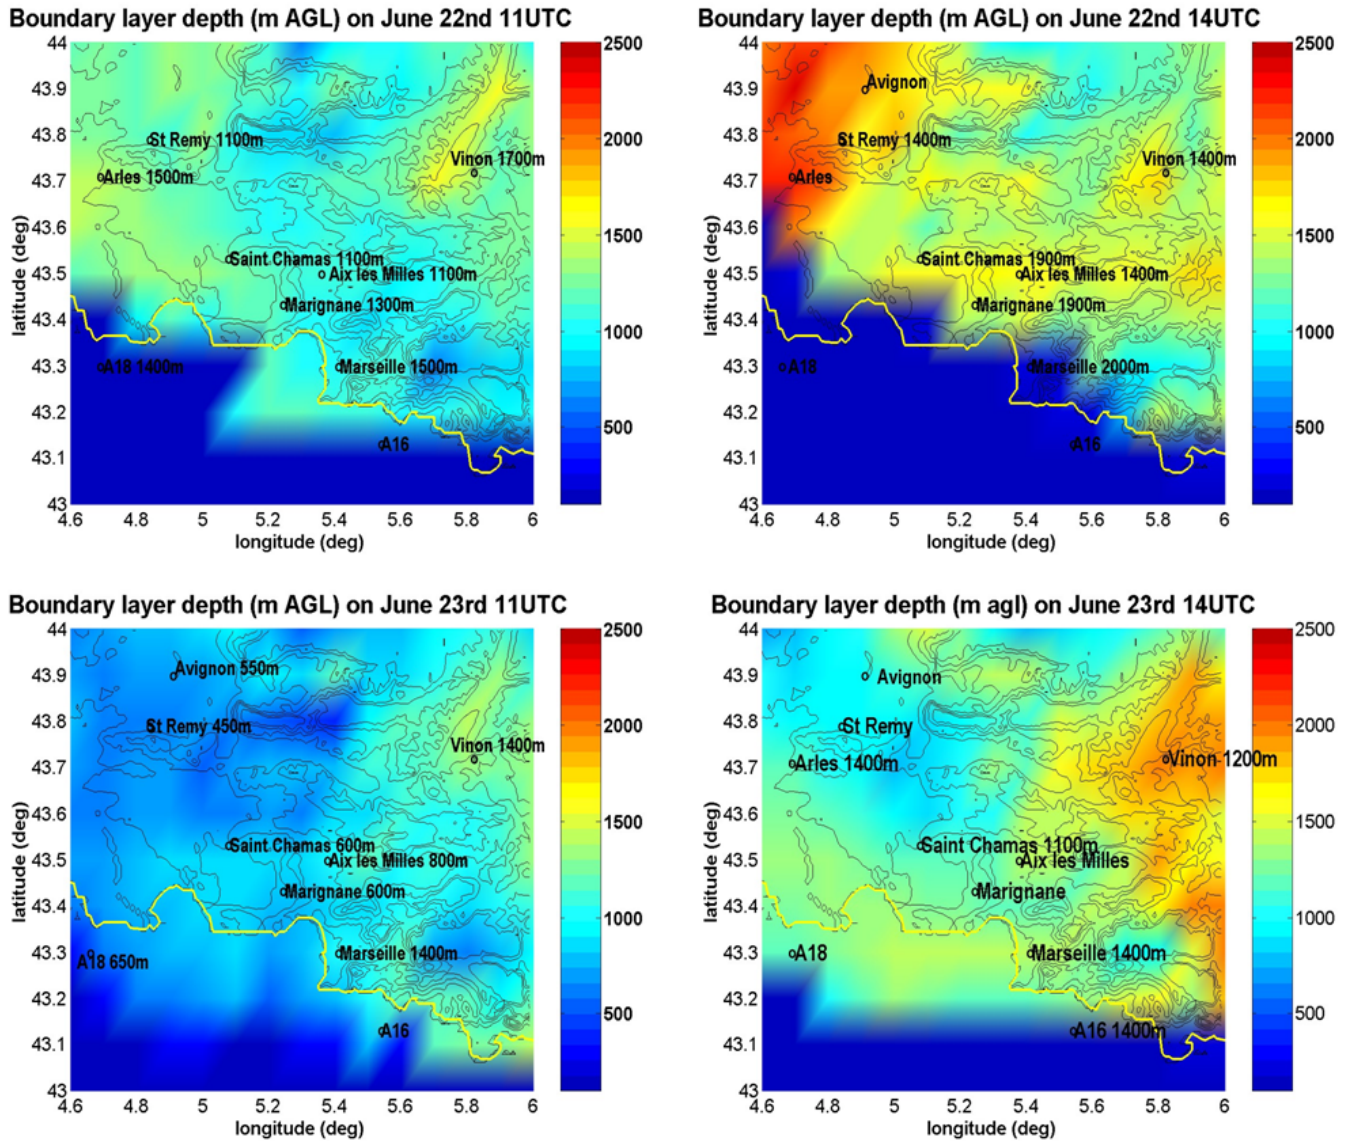 Boundary layer depth (m AGL) on June 22nd 11UTC
44
43.9
43.8
43.7
43.6
43.5
43.4
43.3
43.2
43.1
43
latitude (deg)
St Remy 1100m
Vinon 1700m
Arles 1500m
Saint Chamas 1100m
Aix les Milles 1100m
Marignane 1300m
A18 1400m
Marseille 1500m
A16
4.6 4.8 5 5.2 5.4 5.6 5.8 6
longitude (deg)
2500
2000
1500
1000
500
Boundary layer depth (m AGL) on June 22nd 14UTC
44
43.9
43.8
43.7
43.6
43.5
43.4
43.3
43.2
43.1
43
latitude (deg)
Avignon
St Remy 1400m
Vinon 1400m
Arles
Saint Chamas 1900m
Aix les Milles 1400m
Marignane 1900m
A18
Marseille 2000m
A16
4.6 4.8 5 5.2 5.4 5.6 5.8 6
longitude (deg)
2500
2000
1500
1000
500
Boundary layer depth (m AGL) on June 23rd 11UTC
44
43.9
43.8
43.7
43.6
43.5
43.4
43.3
43.2
43.1
43
latitude (deg)
Avignon 550m
St Remy 450m
Vinon 1400m
Saint Chamas 600m
Aix les Milles 800m
Marignane 600m
A18 650m
Marseille 1400m
A16
4.6 4.8 5 5.2 5.4 5.6 5.8 6
longitude (deg)
2500
2000
1500
1000
500
Boundary layer depth (m agl) on June 23rd 14UTC
44
43.9
43.8
43.7
43.6
43.5
43.4
43.3
43.2
43.1
43
latitude (deg)
Avignon
St Remy
Vinon 1200m
Arles 1400m
Saint Chamas 1100m
Aix les Milles
Marignane
A18
Marseille 1400m
A16 1400m
4.6 4.8 5 5.2 5.4 5.6 5.8 6
longitude (deg)
2500
2000
1500
1000
500